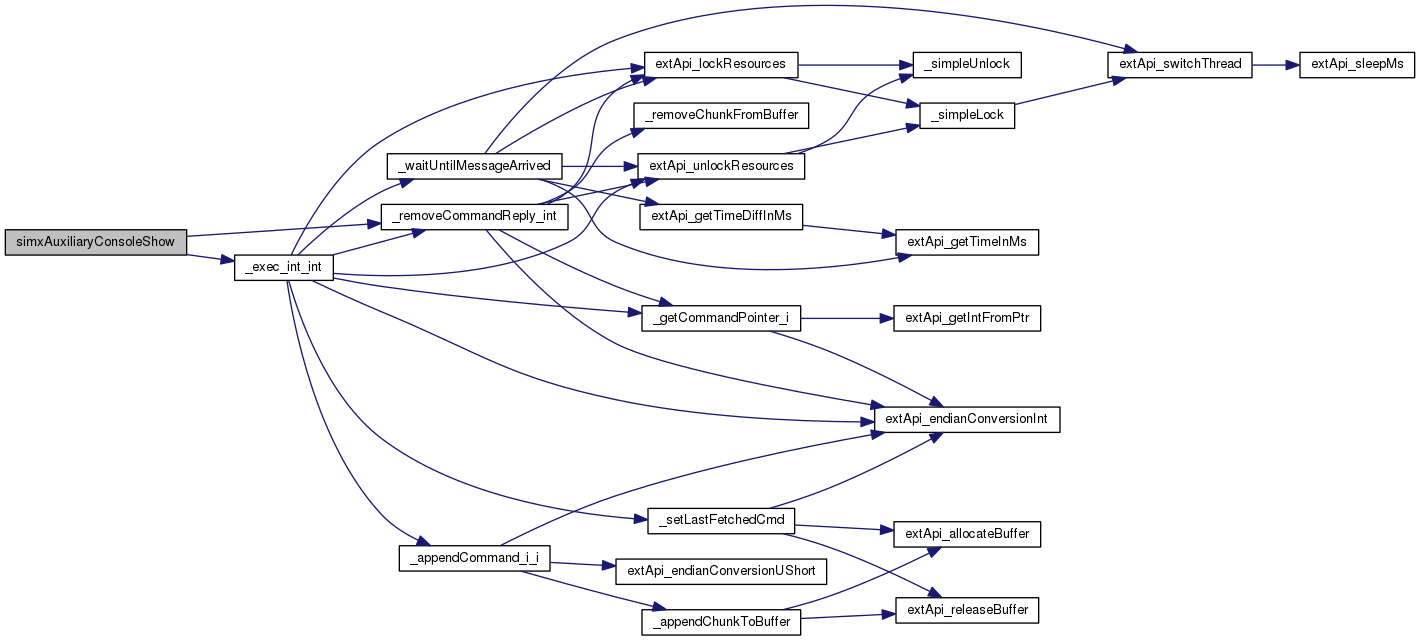 simxAuxiliaryConsoleShow
_exec_int_int
_waitUntilMessageArrived
_removeCommandReply_int
_appendCommand_i_i
extApi_lockResources
_removeChunkFromBuffer
extApi_unlockResources
extApi_getTimeDiffInMs
_getCommandPointer_i
_setLastFetchedCmd
extApi_endianConversionUShort
_appendChunkToBuffer
_simpleUnlock
_simpleLock
extApi_getTimeInMs
extApi_getIntFromPtr
extApi_endianConversionInt
extApi_allocateBuffer
extApi_releaseBuffer
extApi_switchThread
extApi_sleepMs